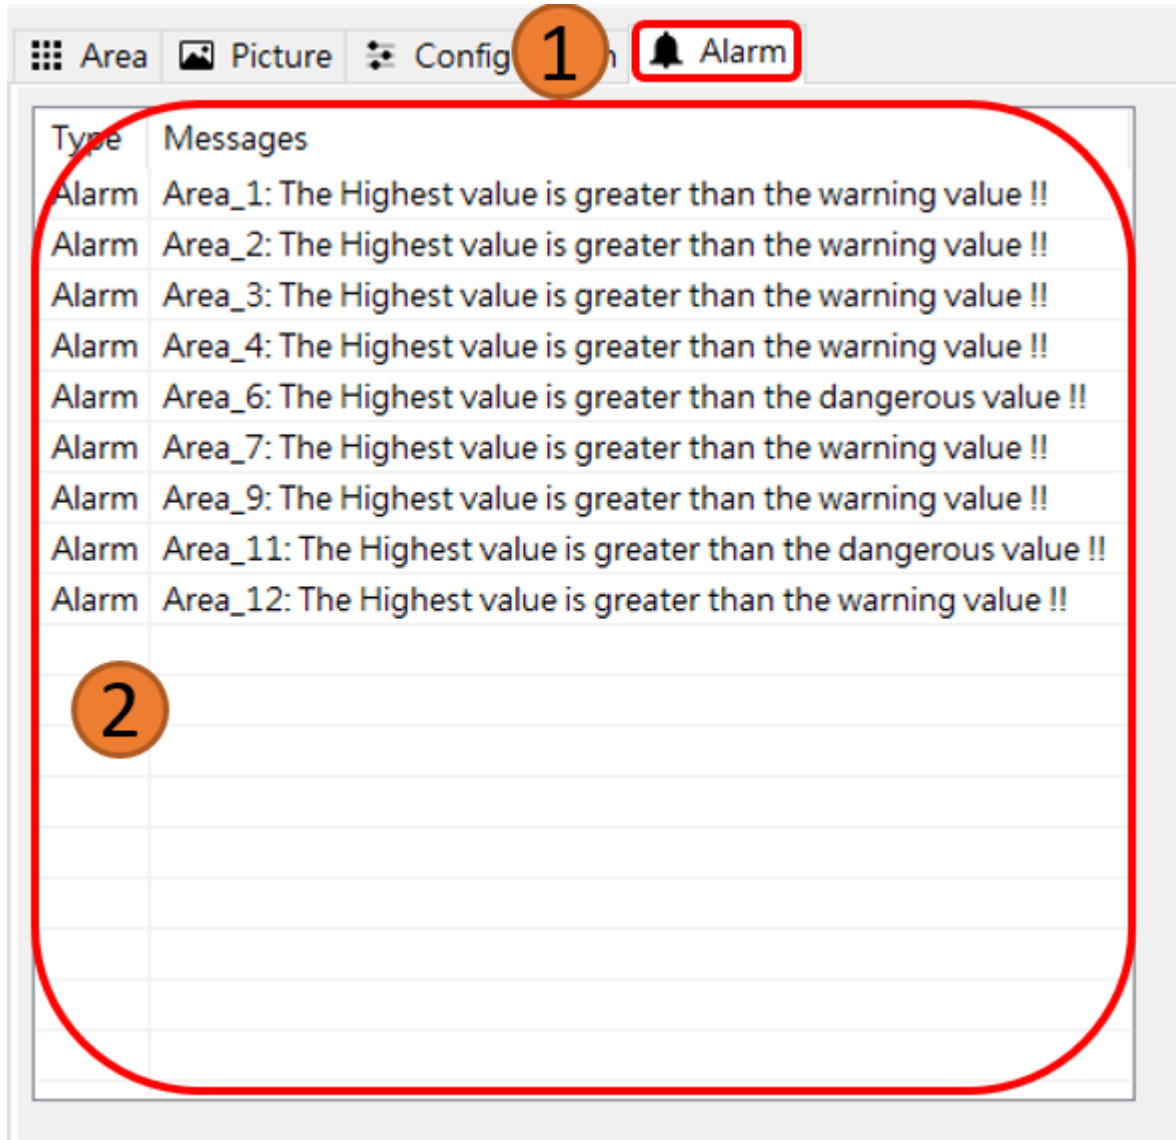 Area Picture Config 1 n Alarm
Type Messages
Alarm Area_1: The Highest value is greater than the warning value !!
Alarm Area_2: The Highest value is greater than the warning value !!
Alarm Area_3: The Highest value is greater than the warning value !!
Alarm Area_4: The Highest value is greater than the warning value !!
Alarm Area_6: The Highest value is greater than the dangerous value !!
Alarm Area_7: The Highest value is greater than the warning value !!
Alarm Area_9: The Highest value is greater than the warning value !!
Alarm Area_11: The Highest value is greater than the dangerous value !!
Alarm Area_12: The Highest value is greater than the warning value !!
2